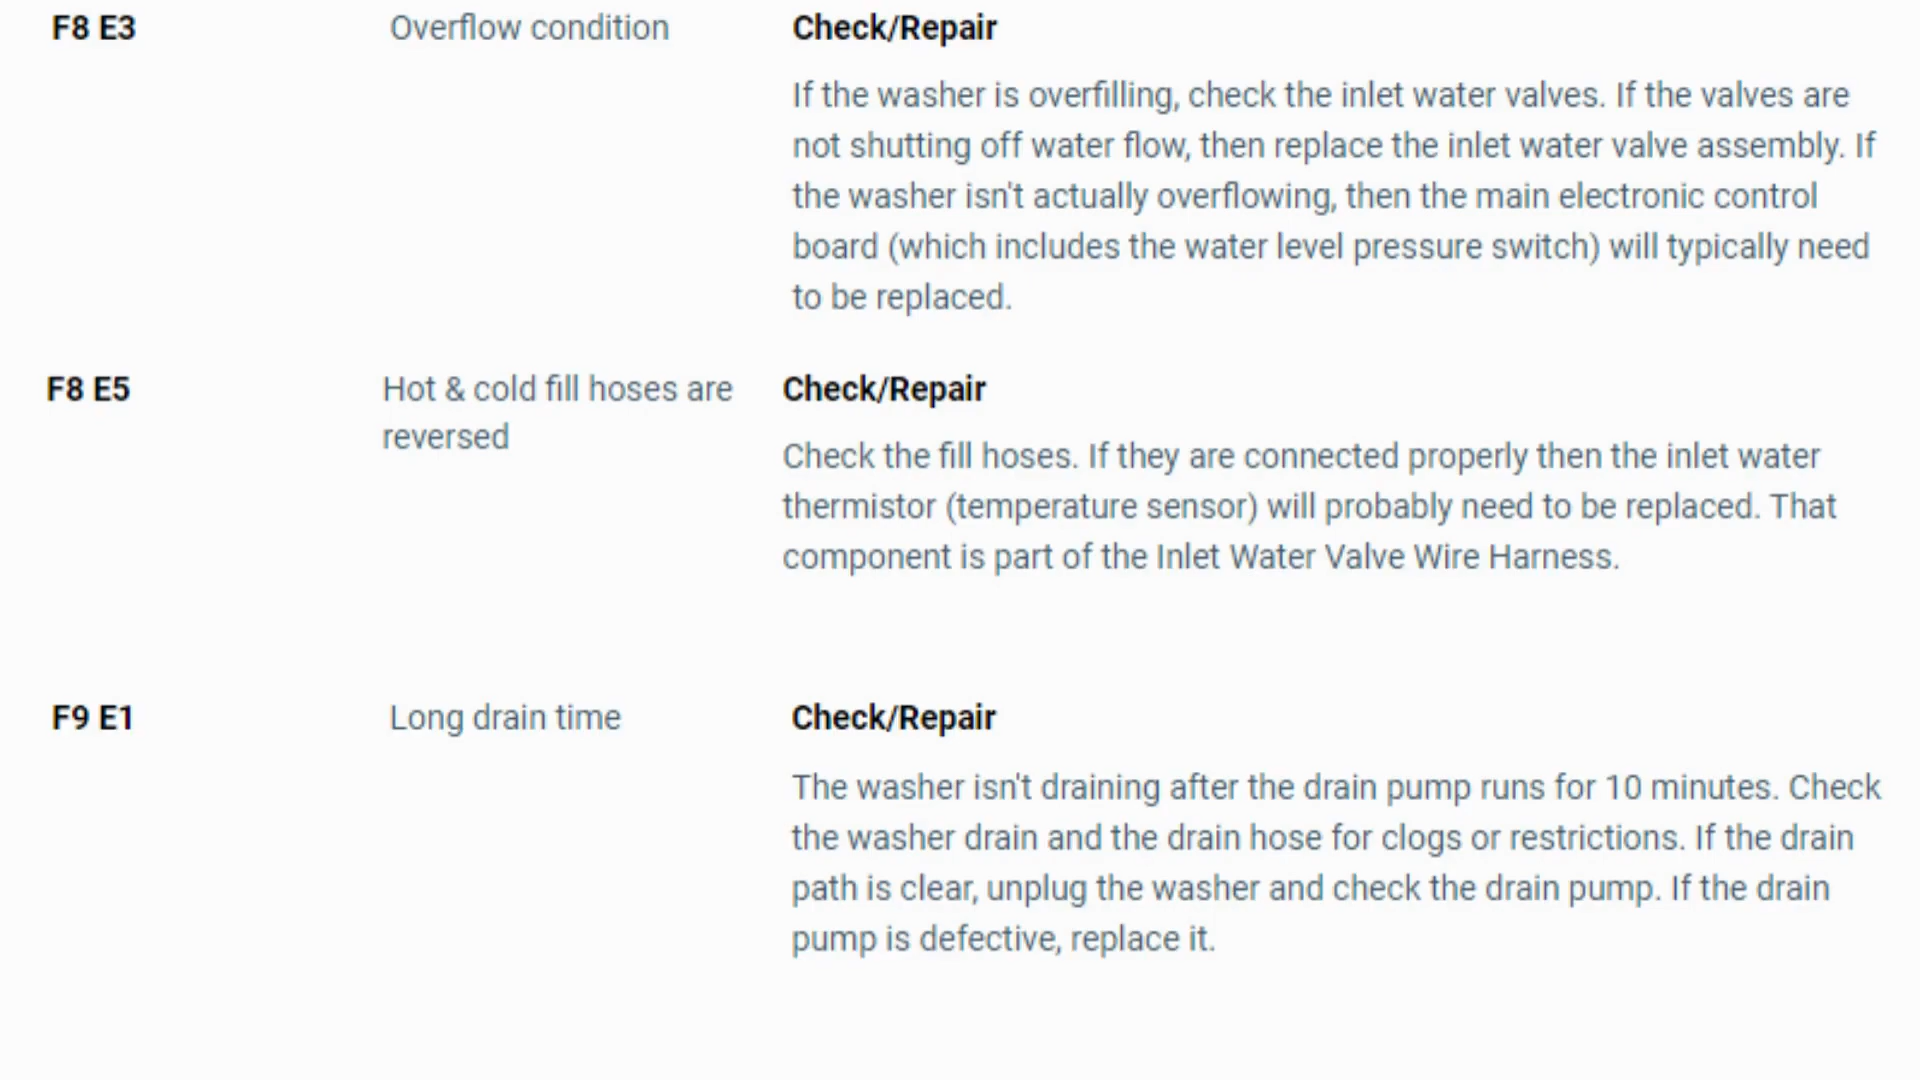 F8 E3
Overflow condition
Check/Repair
If the washer is overfilling, check the inlet water valves. If the valves are
not shutting off water flow, then replace the inlet water valve assembly. If
the washer isn't actually overflowing, then the main electronic control
board (which includes the water level pressure switch) will typically need
to be replaced.
F8 E5
Hot & cold fill hoses are
reversed
Check/Repair
Check the fill hoses. If they are connected properly then the inlet water
thermistor (temperature sensor) will probably need to be replaced. That
component is part of the Inlet Water Valve Wire Harness.
F9 E1
Long drain time
Check/Repair
The washer isn't draining after the drain pump runs for 10 minutes. Check
the washer drain and the drain hose for clogs or restrictions. If the drain
path is clear, unplug the washer and check the drain pump. If the drain
pump is defective, replace it.